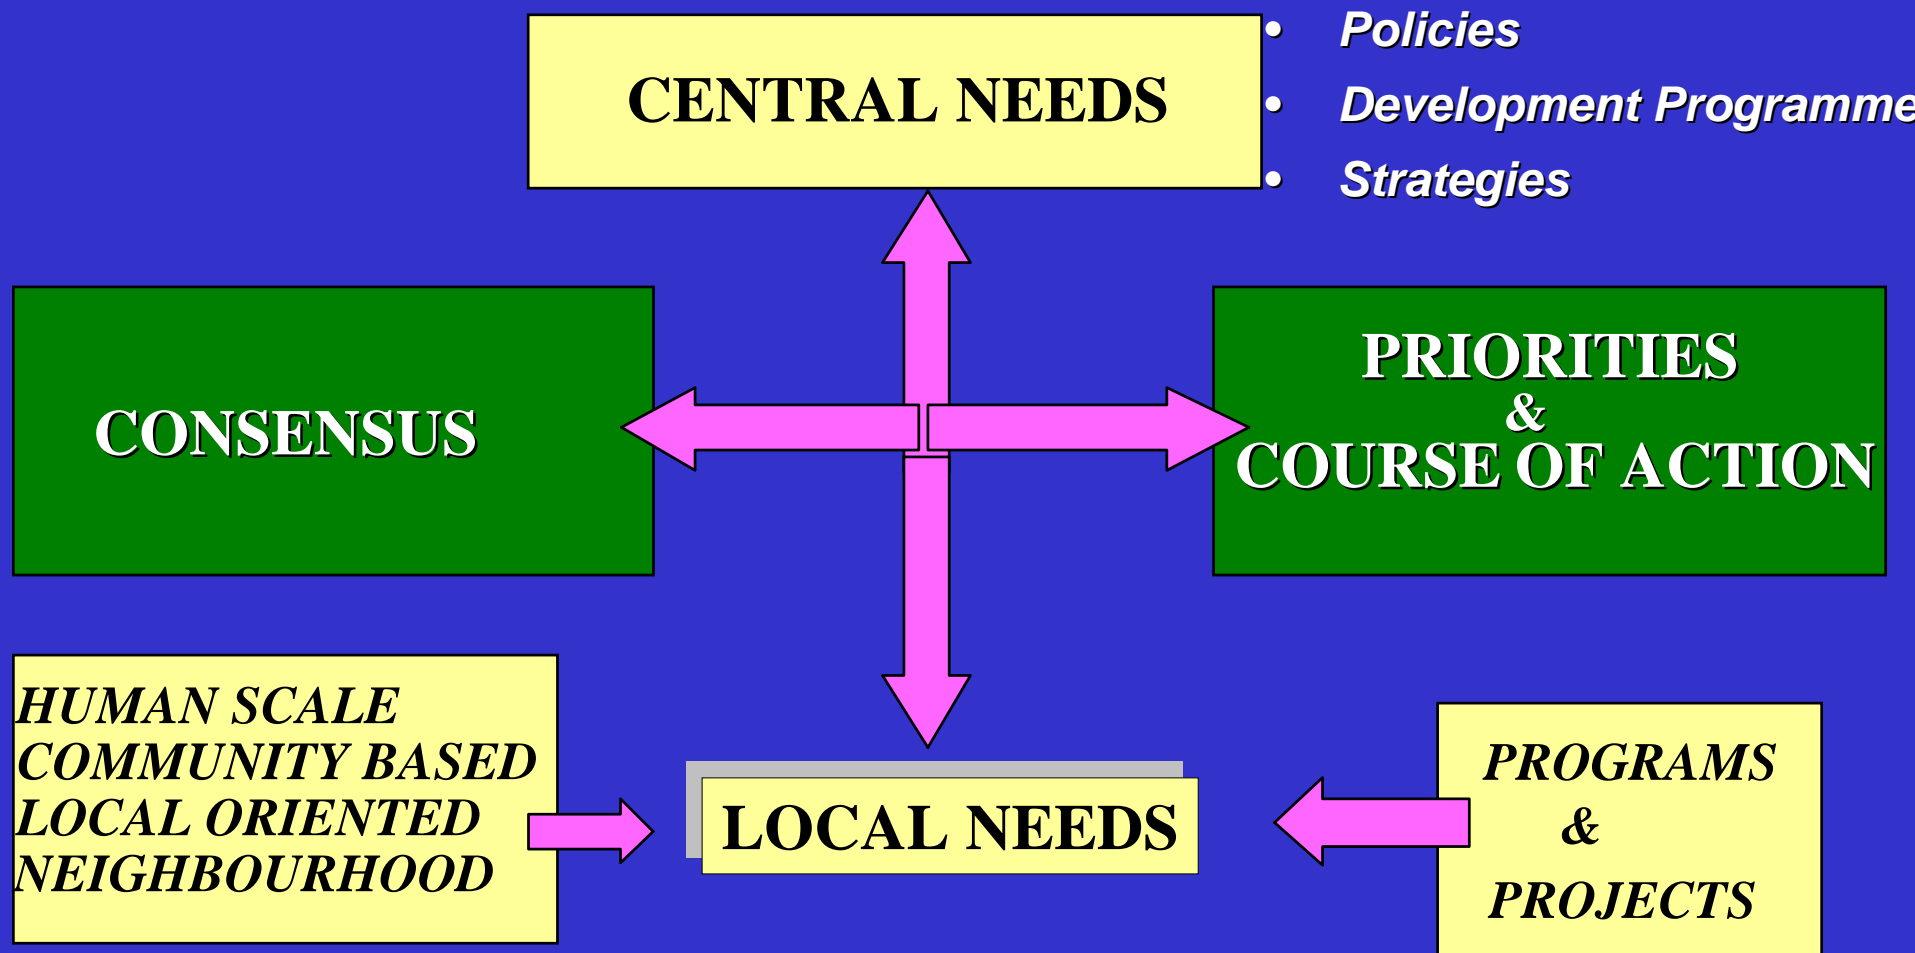 CENTRAL NEEDS
• Policies
• Development Programme
• Strategies
CONSENSUS
PRIORITIES
&
COURSE OF ACTION
HUMAN SCALE
COMMUNITY BASED
LOCAL ORIENTED
NEIGHBOURHOOD
LOCAL NEEDS
PROGRAMS
&
PROJECTS